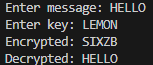 Enter message: HELLO
Enter key: LEMON
Encrypted: SIXZB
Decrypted: HELLO